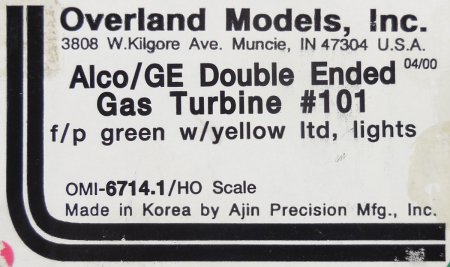 Overland Models, Inc.
3808 W.Kilgore Ave. Muncie, IN 47304 U.S.A.
Alco/GE Double Ended 04/00
Gas Turbine #101
f/p green w/yellow ltd, lights
OMI-6714.1/HO Scale
Made in Korea by Ajin Precision Mfg., Inc.